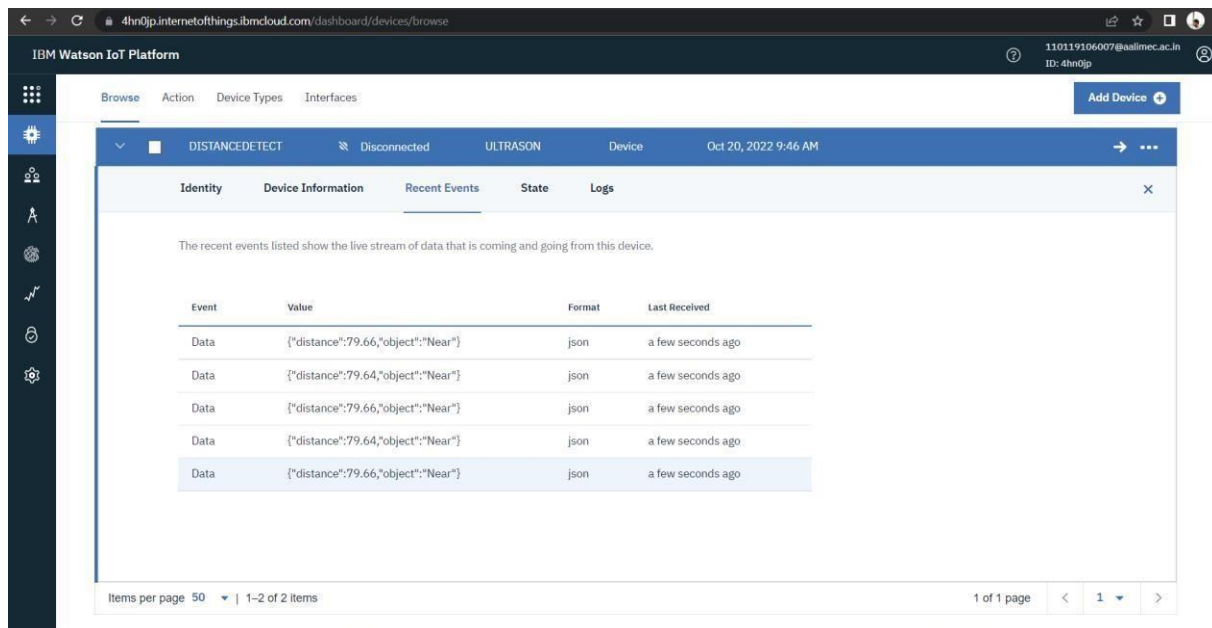 4hn0jp.internetofthings.ibmcloud.com/dashboard/devices/browse
IBM Watson IoT Platform
110119106007@aalimec.ac.in
ID: 4hn0jp
Browse Action Device Types Interfaces
Add Device
DISTANCEDETECT Disconnected ULTRASON Device Oct 20, 2022 9:46 AM
Identity Device Information Recent Events State Logs
The recent events listed show the live stream of data that is coming and going from this device.
Event Value Format Last Received
Data {"distance":79.66,"object":"Near"} json a few seconds ago
Data {"distance":79.64,"object":"Near"} json a few seconds ago
Data {"distance":79.66,"object":"Near"} json a few seconds ago
Data {"distance":79.64,"object":"Near"} json a few seconds ago
Data {"distance":79.66,"object":"Near"} json a few seconds ago
Items per page 50 | 1–2 of 2 items 1 of 1 page < 1 >